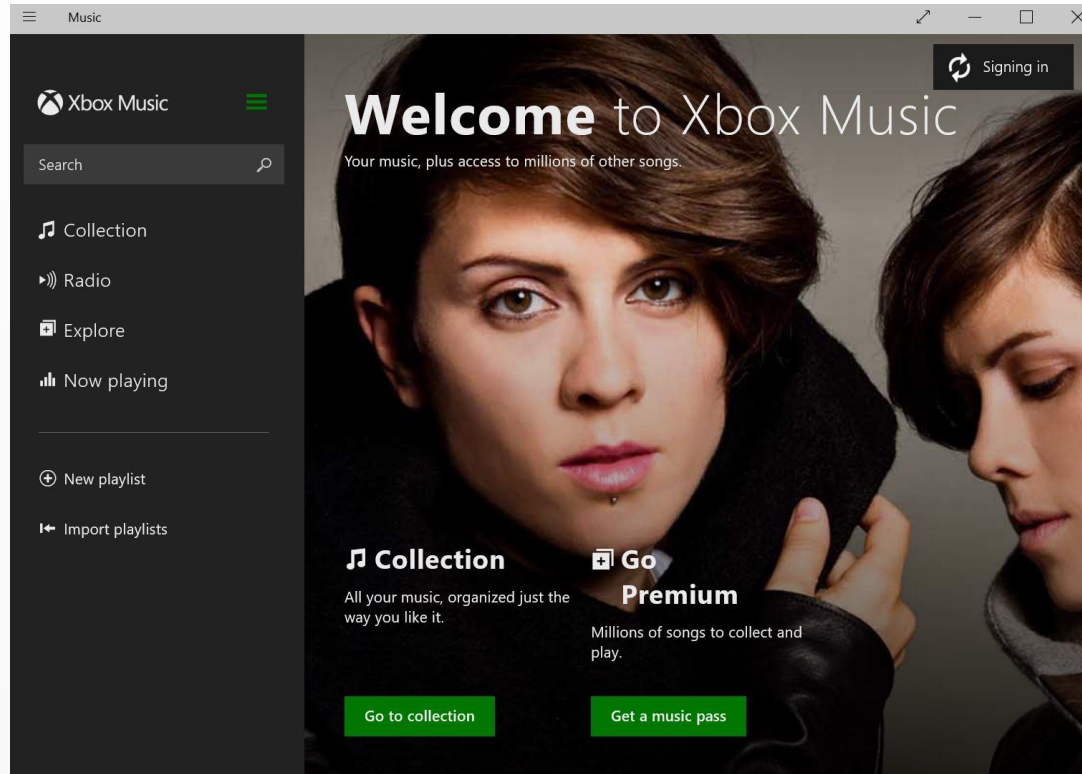 Music
Signing in
Xbox Music
Search
Collection
Radio
Explore
Now playing
New playlist
Import playlists
Welcome to Xbox Music
Your music, plus access to millions of other songs.
Collection
All your music, organized just the
way you like it.
Go to collection
Go
Premium
Millions of songs to collect and
play.
Get a music pass